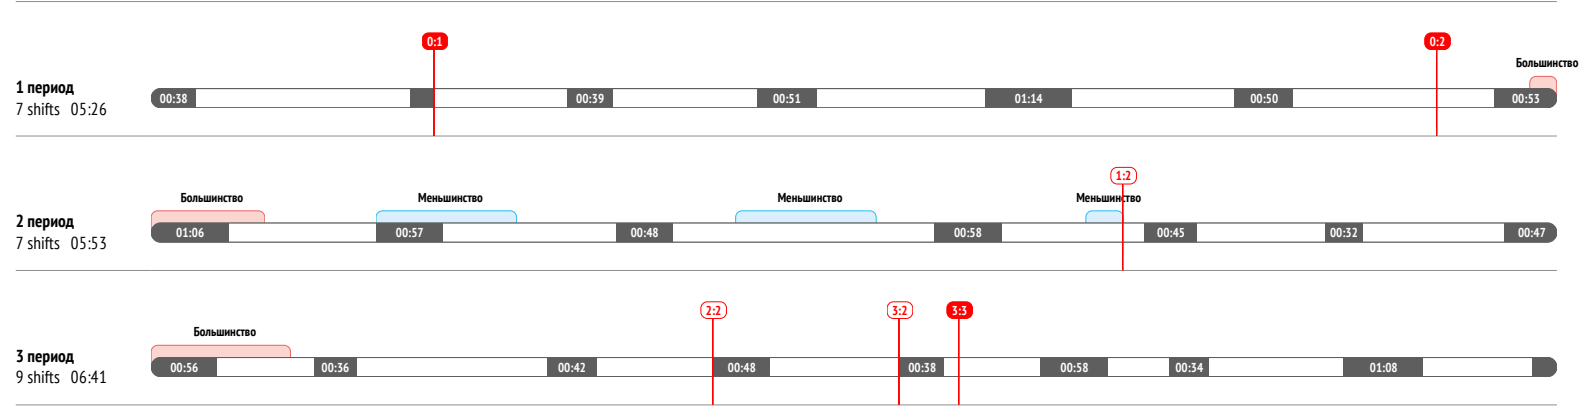 0:1
0:2
Большинство
1 период
7 shifts 05:26
00:38
00:39
00:51
01:14
00:50
00:53
1:2
Большинство
Меньшинство
Меньшинство
Меньшинство
2 период
7 shifts 05:53
01:06
00:57
00:48
00:58
00:45
00:32
00:47
2:2
3:2
3:3
Большинство
3 период
9 shifts 06:41
00:56
00:36
00:42
00:48
00:38
00:58
00:34
01:08